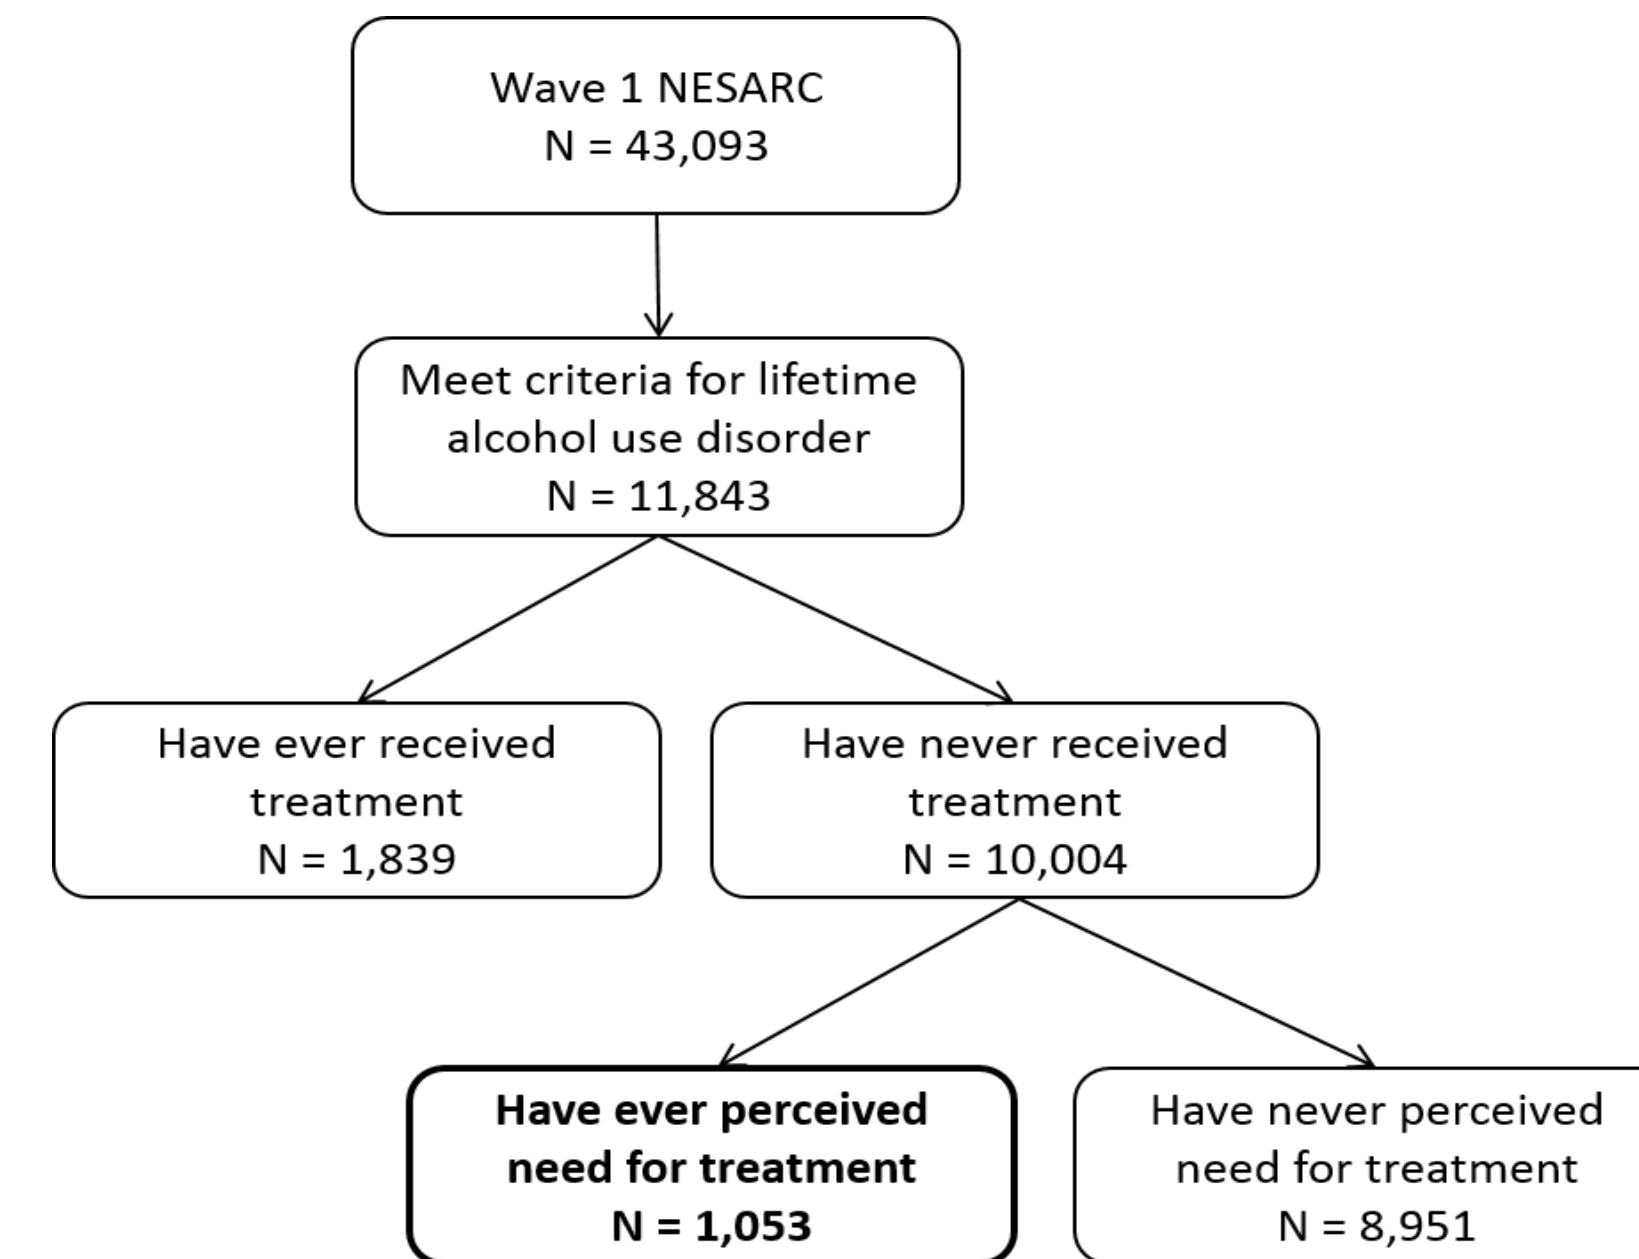 Wave 1 NESARC
N = 43,093
Meet criteria for lifetime
alcohol use disorder
N = 11,843
Have ever received
treatment
N = 1,839
Have never received
treatment
N = 10,004
Have ever perceived
need for treatment
N = 1,053
Have never perceived
need for treatment
N = 8,951